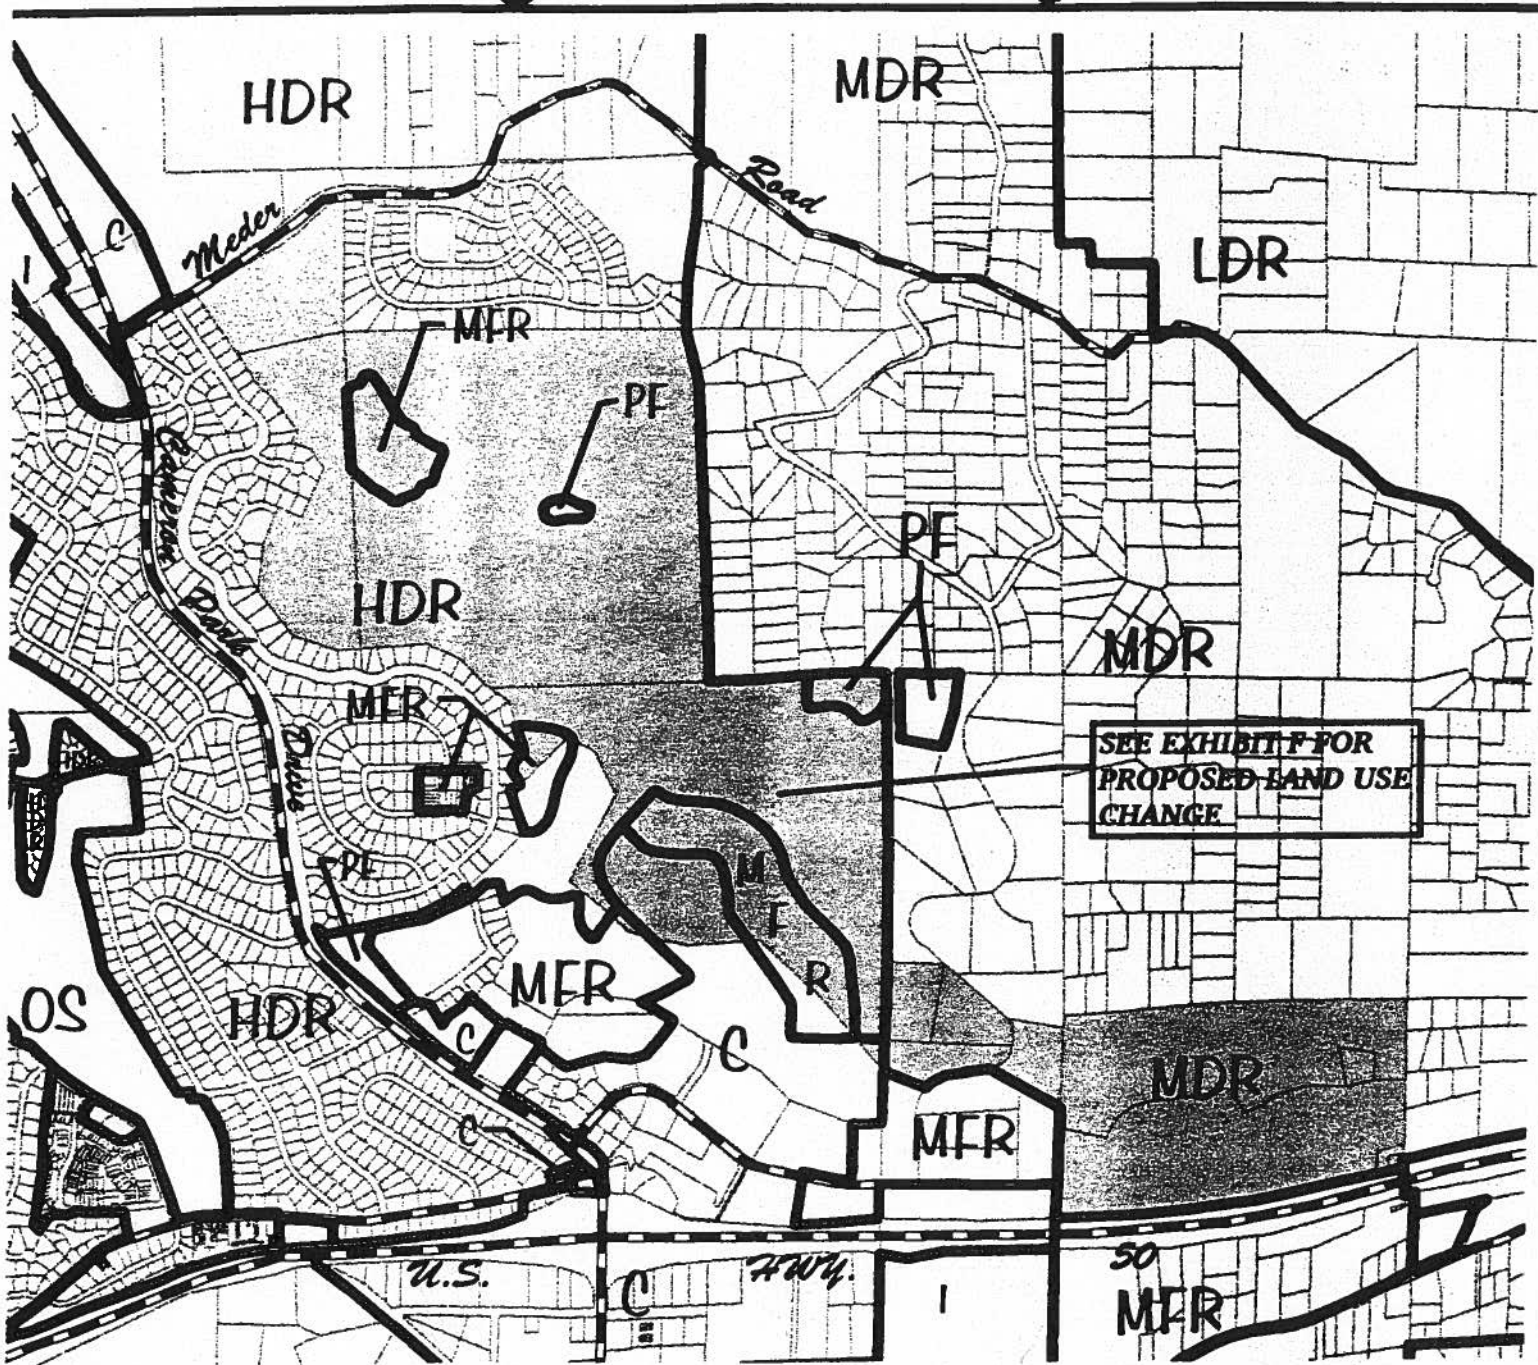 HDR
MDR
Meder
Road
C
I
LDR
MFR
PF
Cameron
Park
Drive
HDR
PF
MDR
MFR
SEE EXHIBIT F FOR
PROPOSED LAND USE
CHANGE
HDR
PF
M
F
R
OS
HDR
MFR
C
C
MDR
C
MFR
U.S.
HWY.
50
C
I
MFR